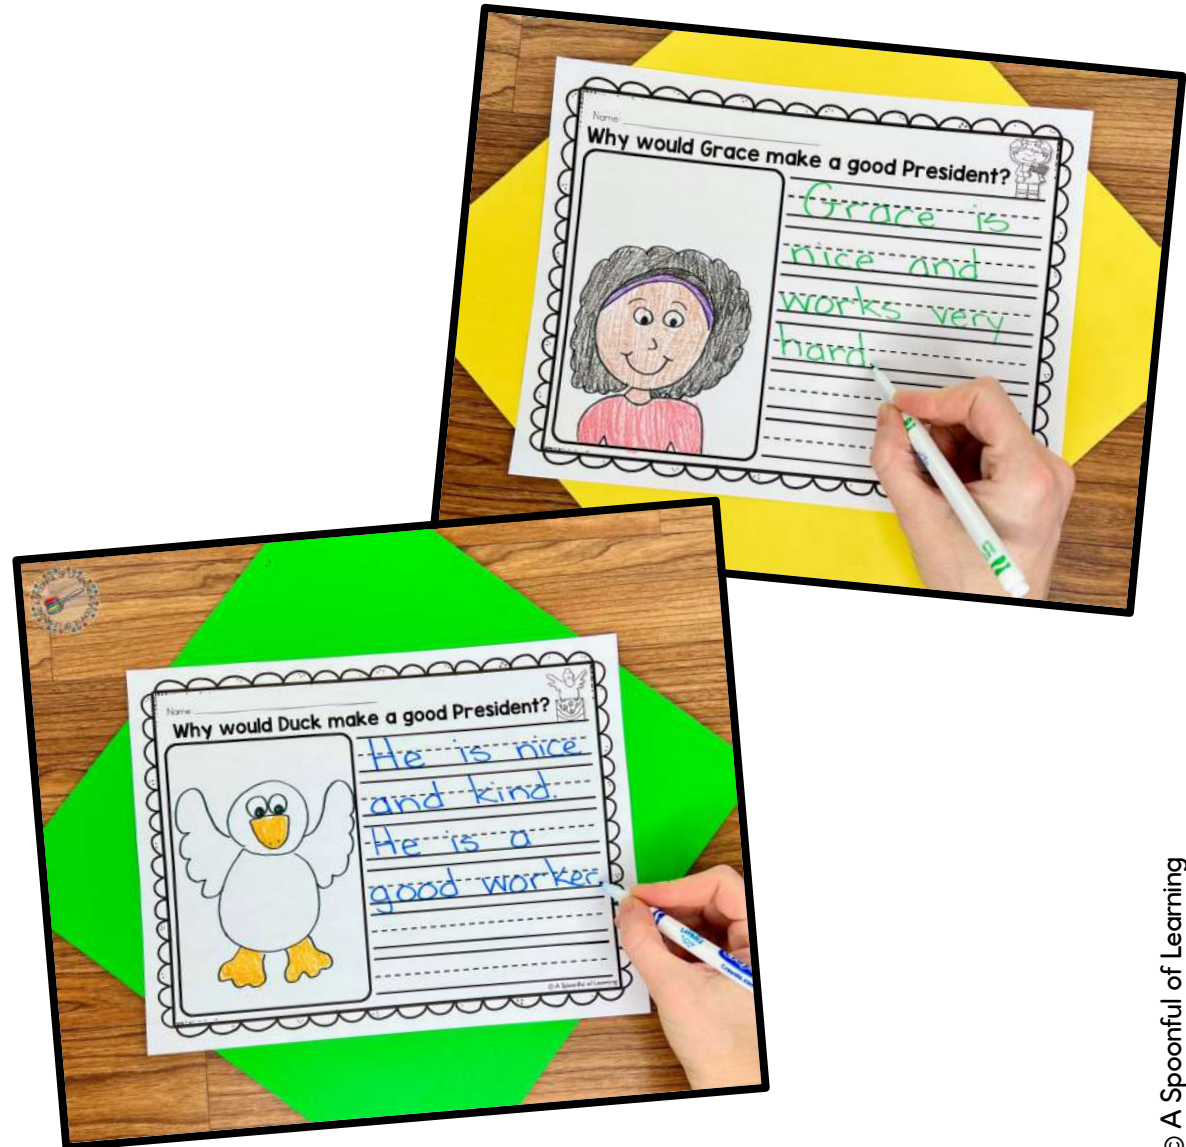 Name:
Why would Grace make a good President?
Grace is
nice and
works very
hard.
Name:
Why would Duck make a good President?
He is nice
and kind.
He is a
good worker.
© A Spoonful of Learning
© A Spoonful of Learning